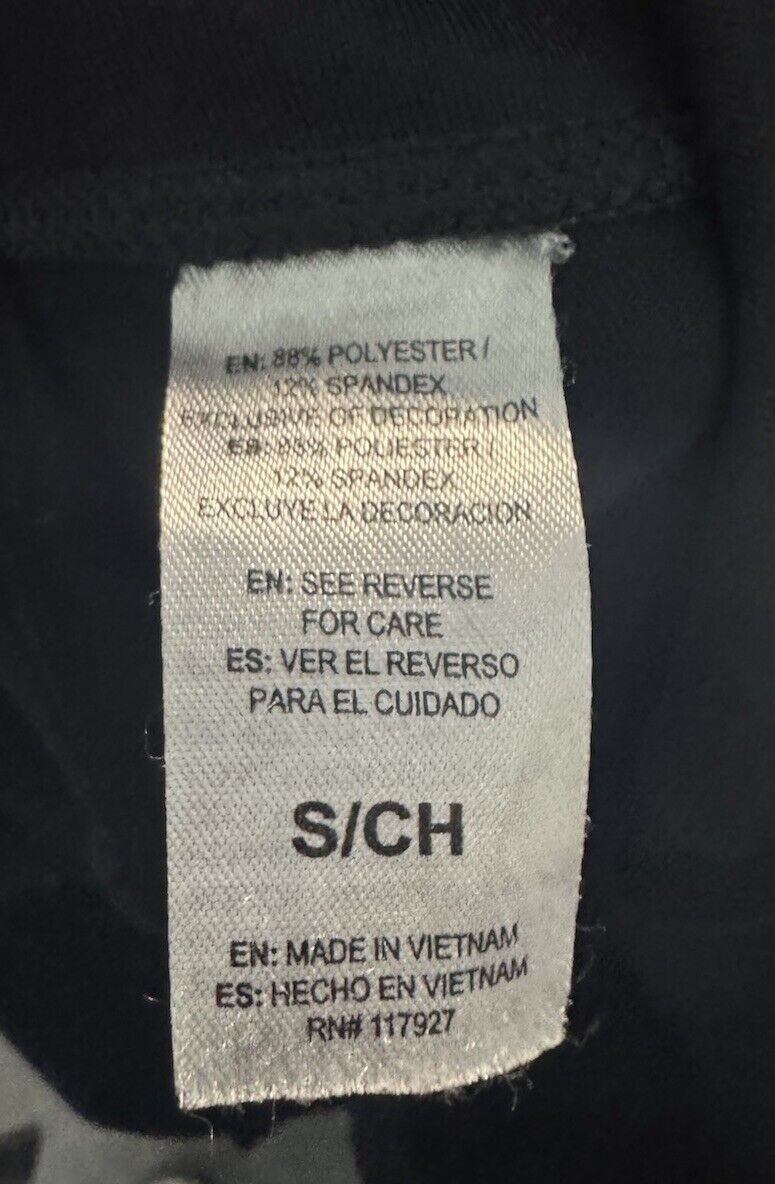 EN: 88% POLYESTER /
12% SPANDEX
EXCLUSIVE OF DECORATION
ES: 88% POLIESTER /
12% SPANDEX
EXCLUYE LA DECORACION
EN: SEE REVERSE
FOR CARE
ES: VER EL REVERSO
PARA EL CUIDADO
S/CH
EN: MADE IN VIETNAM
ES: HECHO EN VIETNAM
RN# 117927